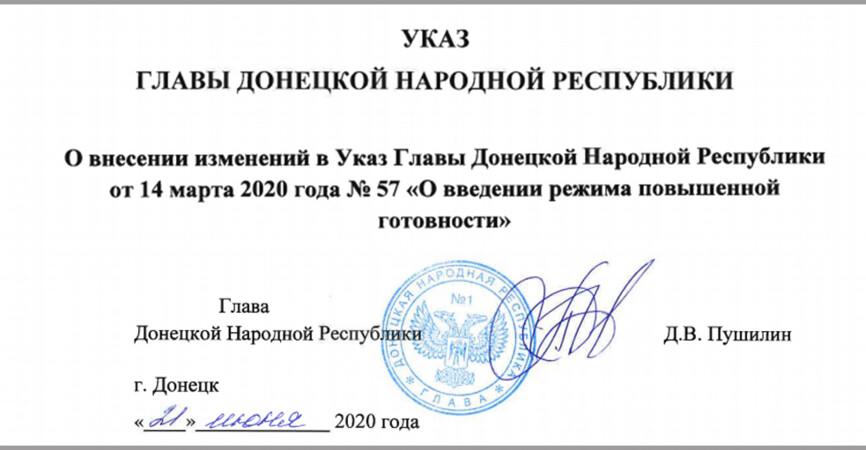 УКАЗ
ГЛАВЫ ДОНЕЦКОЙ НАРОДНОЙ РЕСПУБЛИКИ
О внесении изменений в Указ Главы Донецкой Народной Республики
от 14 марта 2020 года № 57 «О введении режима повышенной
готовности»
Глава
Донецкой Народной Республики
Д.В. Пушилин
ДОНЕЦКАЯ НАРОДНАЯ РЕСПУБЛИКА
№1
ГЛАВА
г. Донецк
«21» июня 2020 года